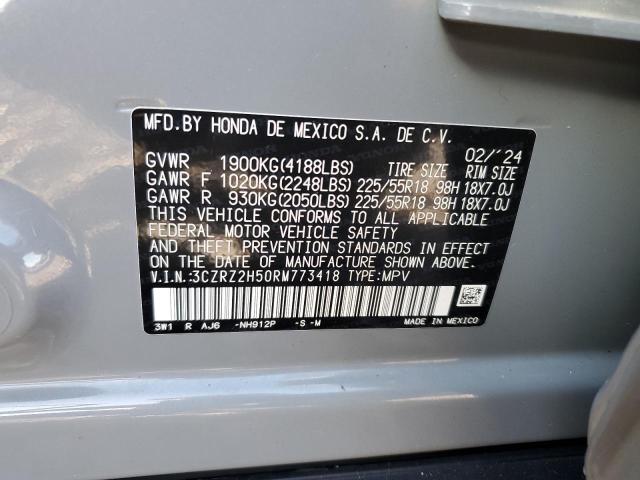 MFD.BY HONDA DE MEXICO S.A. DE C.V.
02/'24
GVWR 1900KG(4188LBS) TIRE SIZE RIM SIZE
GAWR F 1020KG(2248LBS) 225/55R18 98H 18X7.0J
GAWR R 930KG(2050LBS) 225/55R18 98H 18X7.0J
THIS VEHICLE CONFORMS TO ALL APPLICABLE
FEDERAL MOTOR VEHICLE SAFETY
AND THEFT PREVENTION STANDARDS IN EFFECT
ON THE DATE OF MANUFACTURE SHOWN ABOVE.
V.I.N.:3CZRZ2H50RM773418 TYPE:MPV
3W1 R AJ6 -NH912P -S -M MADE IN MEXICO